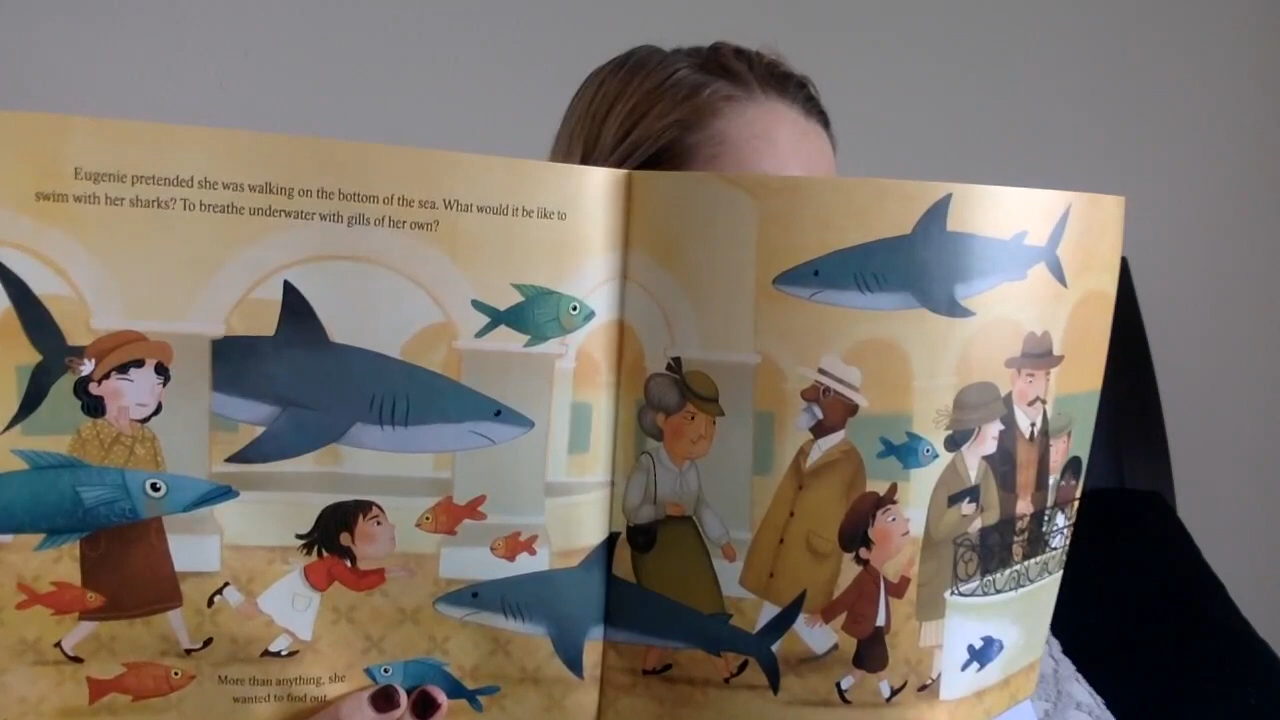 Eugenie pretended she was walking on the bottom of the sea. What would it be like to
swim with her sharks? To breathe underwater with gills of her own?
More than anything, she
wanted to find out.